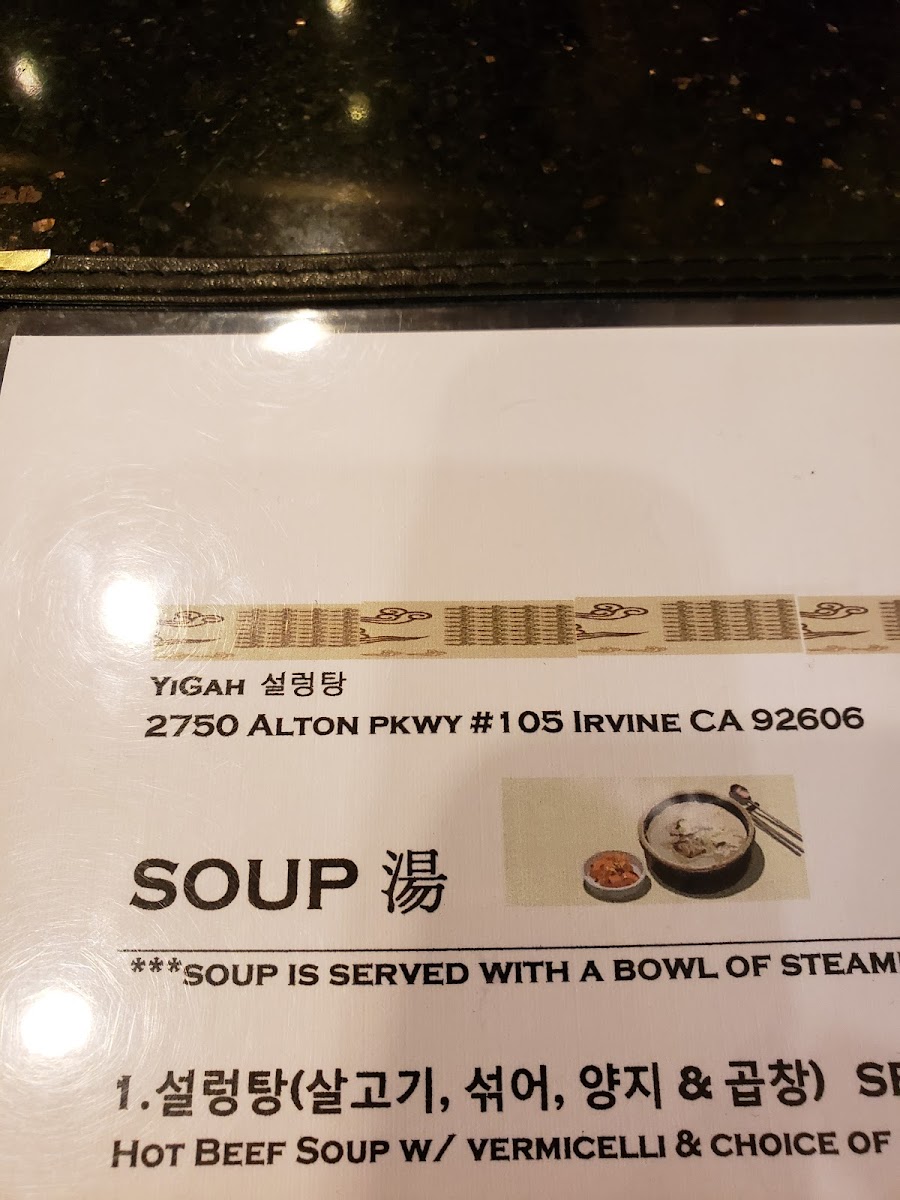 YiGah 설렁탕
2750 Alton pkwy #105 Irvine CA 92606
SOUP 湯
***SOUP IS SERVED WITH A BOWL OF
1.설렁탕(살고기, 섞어, 양지 & 곱창)
Hot Beef Soup w/ vermicelli & choice of